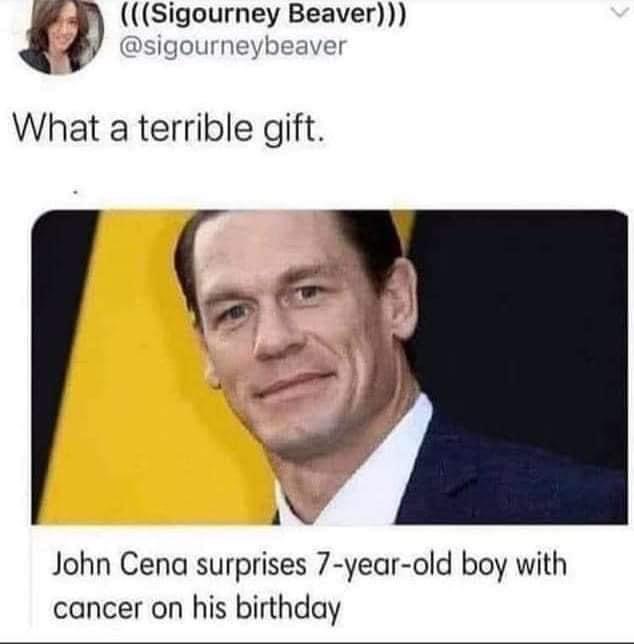 (((Sigourney Beaver)))
@sigourneybeaver
What a terrible gift.
John Cena surprises 7-year-old boy with
cancer on his birthday